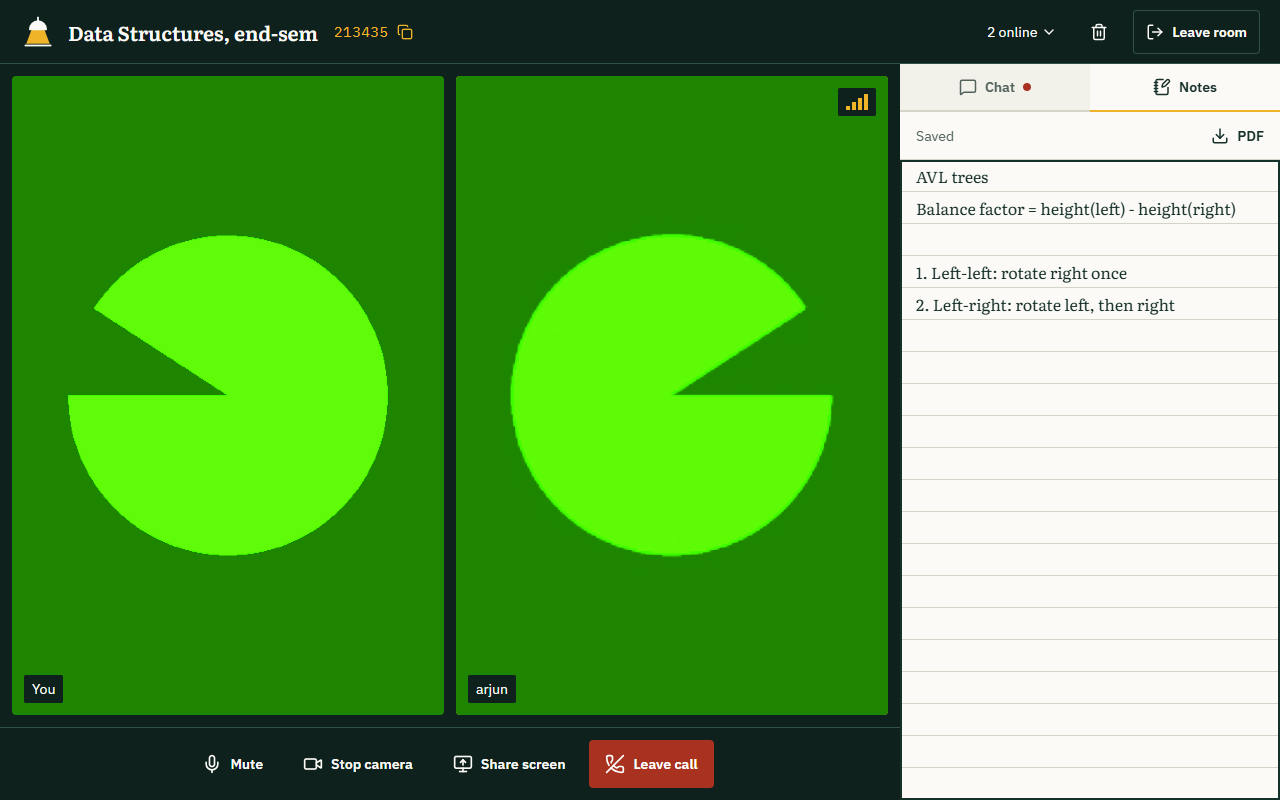 Data Structures, end-sem 213435
2 online
Leave room
You
arjun
Mute
Stop camera
Share screen
Leave call
Chat
Notes
Saved
PDF
AVL trees
Balance factor = height(left) - height(right)
1. Left-left: rotate right once
2. Left-right: rotate left, then right